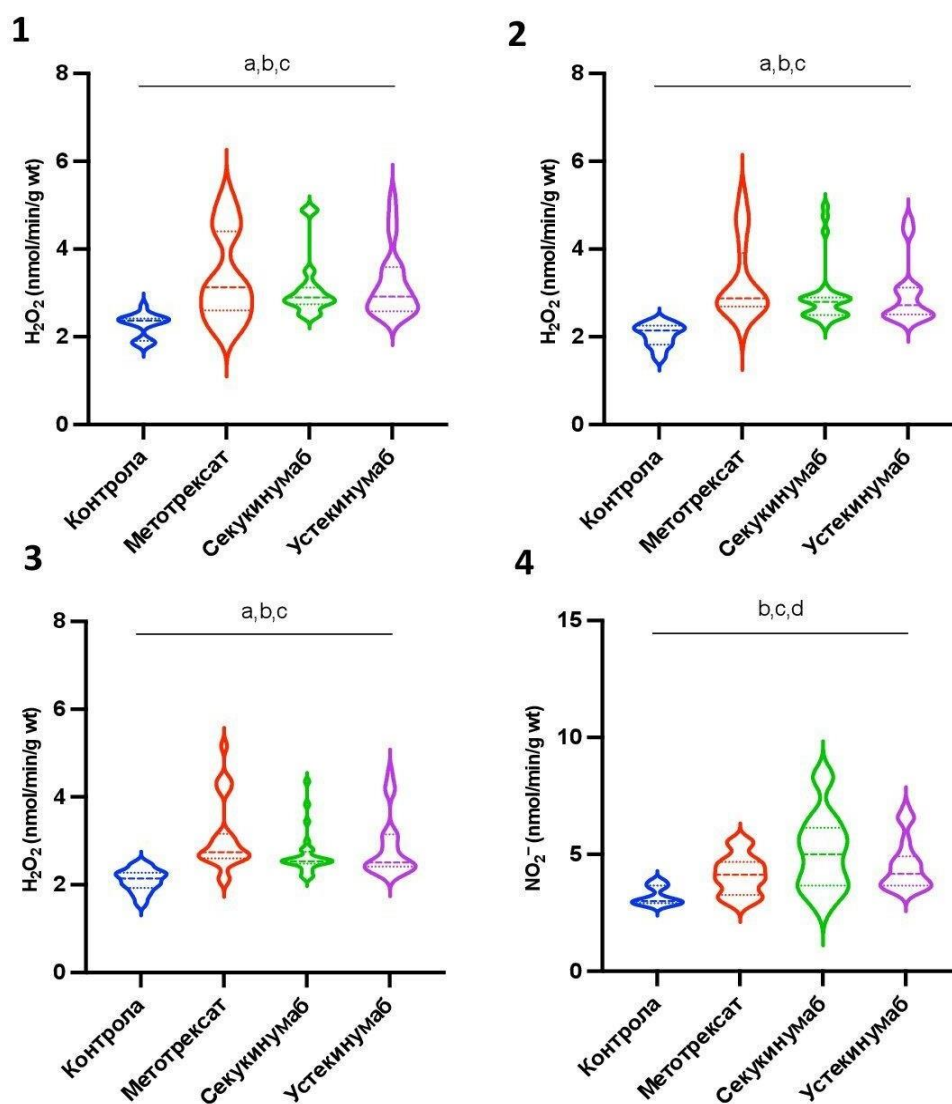 1
a,b,c
8
6
4
2
0
H₂O₂ (nmol/min/g wt)
Контрола
Метотрексат
Секукинумаб
Устекинумаб
2
a,b,c
8
6
4
2
0
H₂O₂ (nmol/min/g wt)
Контрола
Метотрексат
Секукинумаб
Устекинумаб
3
a,b,c
8
6
4
2
0
H₂O₂ (nmol/min/g wt)
Контрола
Метотрексат
Секукинумаб
Устекинумаб
4
b,c,d
15
10
5
0
NO₂⁻ (nmol/min/g wt)
Контрола
Метотрексат
Секукинумаб
Устекинумаб